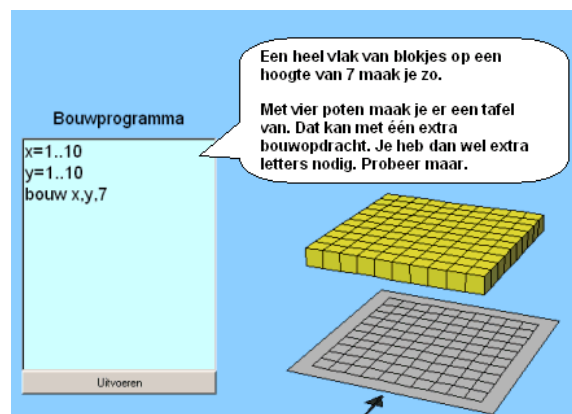 Een heel vlak van blokjes op een
hoogte van 7 maak je zo.
Met vier poten maak je er een tafel
van. Dat kan met één extra
bouwopdracht. Je heb dan wel extra
letters nodig. Probeer maar.
Bouwprogramma
x=1..10
y=1..10
bouw x,y,7
Uitvoeren